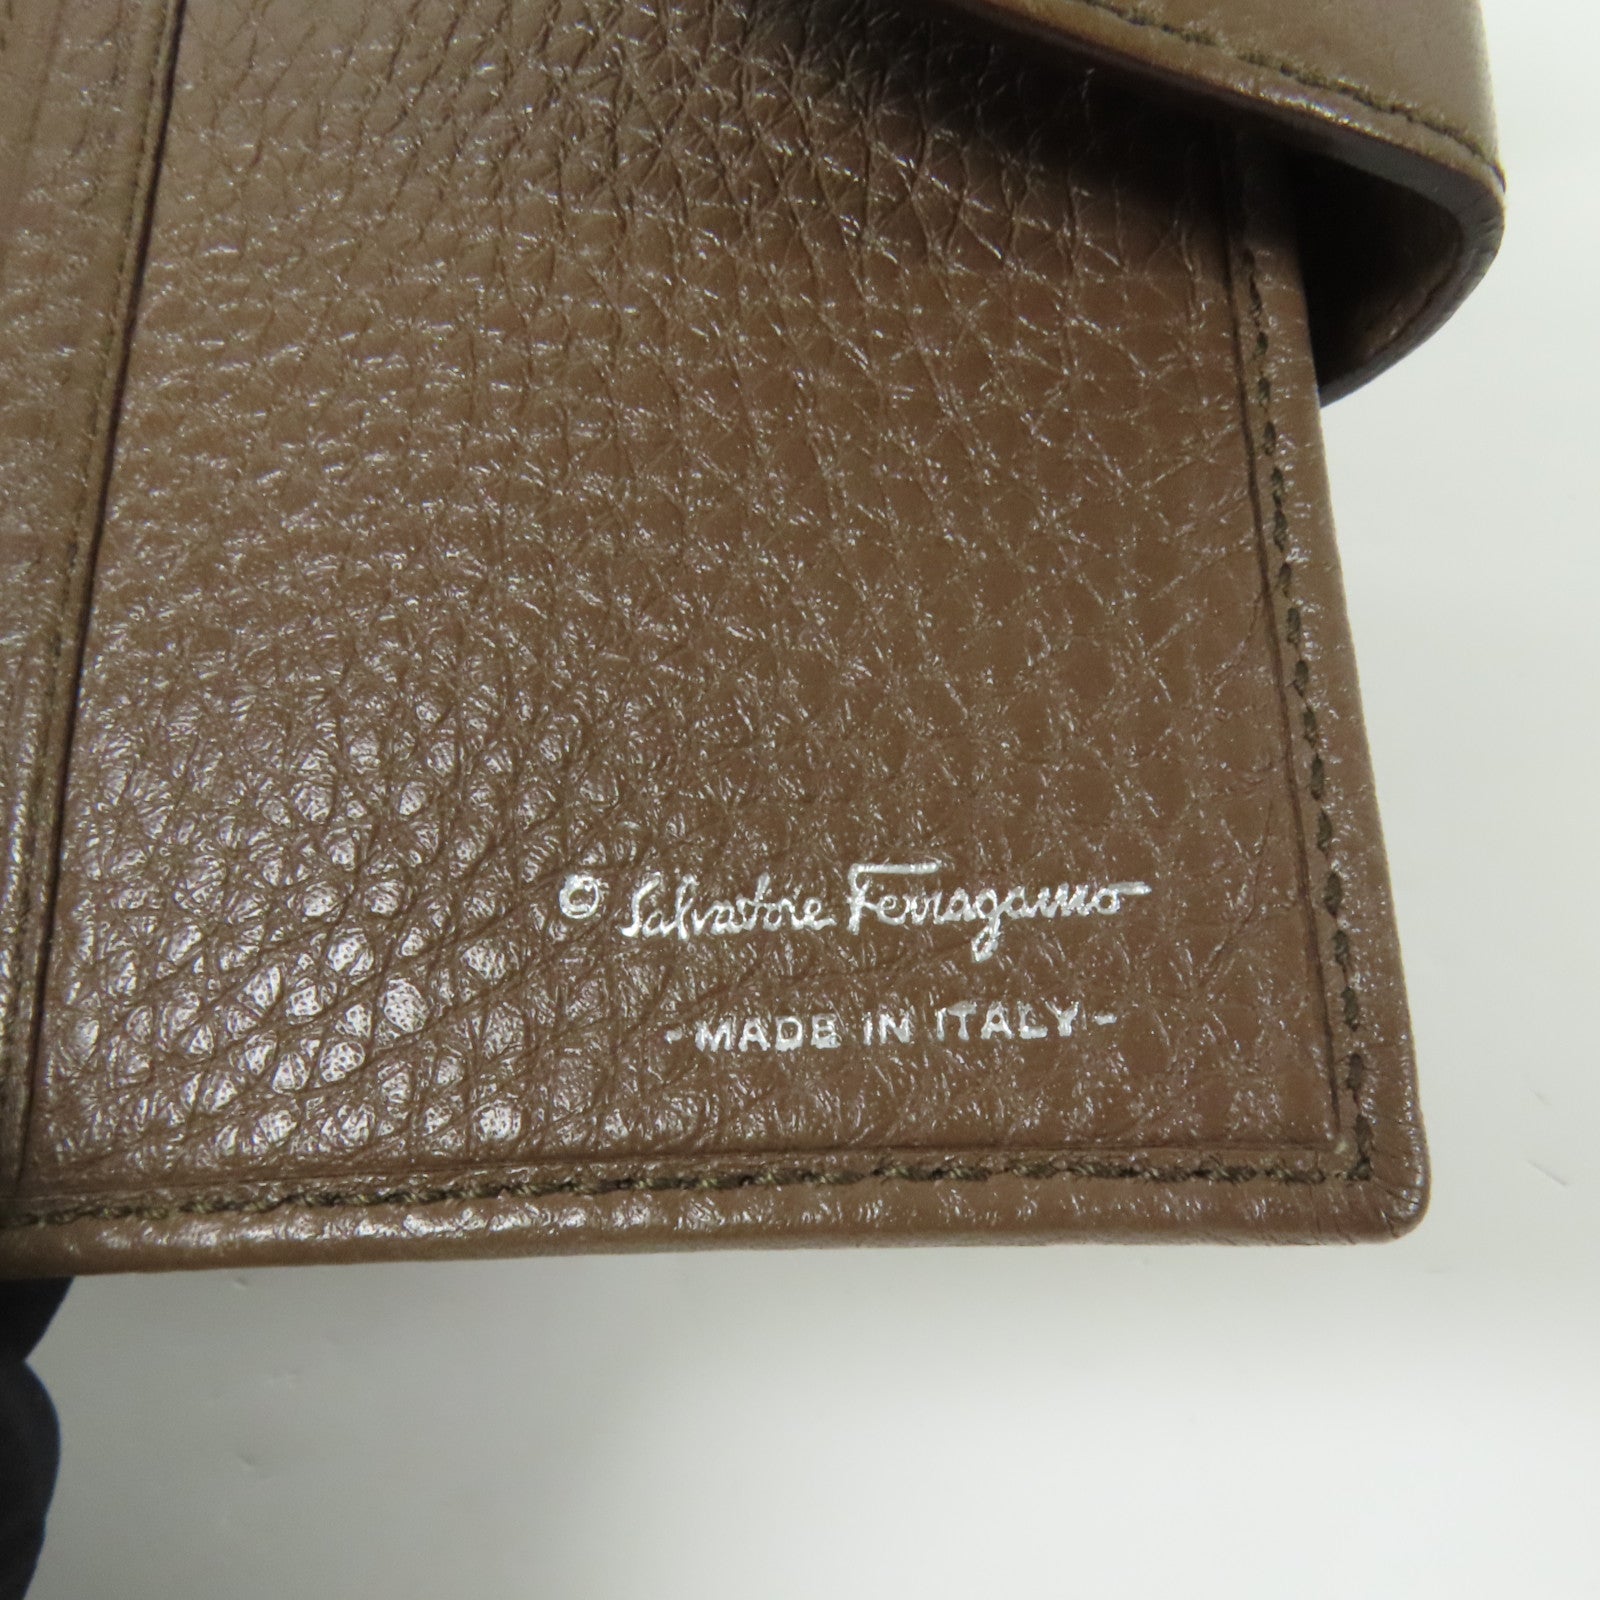 © Salvatore Ferragamo
-MADE IN ITALY-